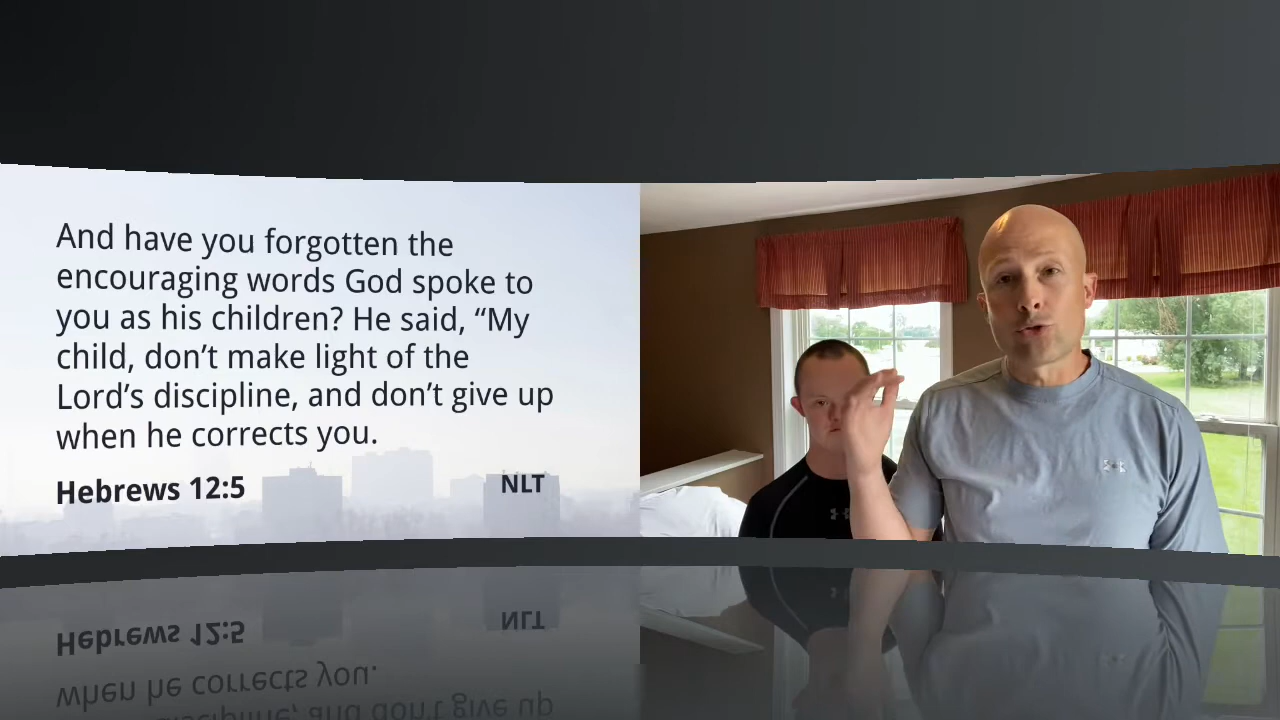 And have you forgotten the
encouraging words God spoke to
you as his children? He said, “My
child, don’t make light of the
Lord’s discipline, and don’t give up
when he corrects you.
Hebrews 12:5 NLT